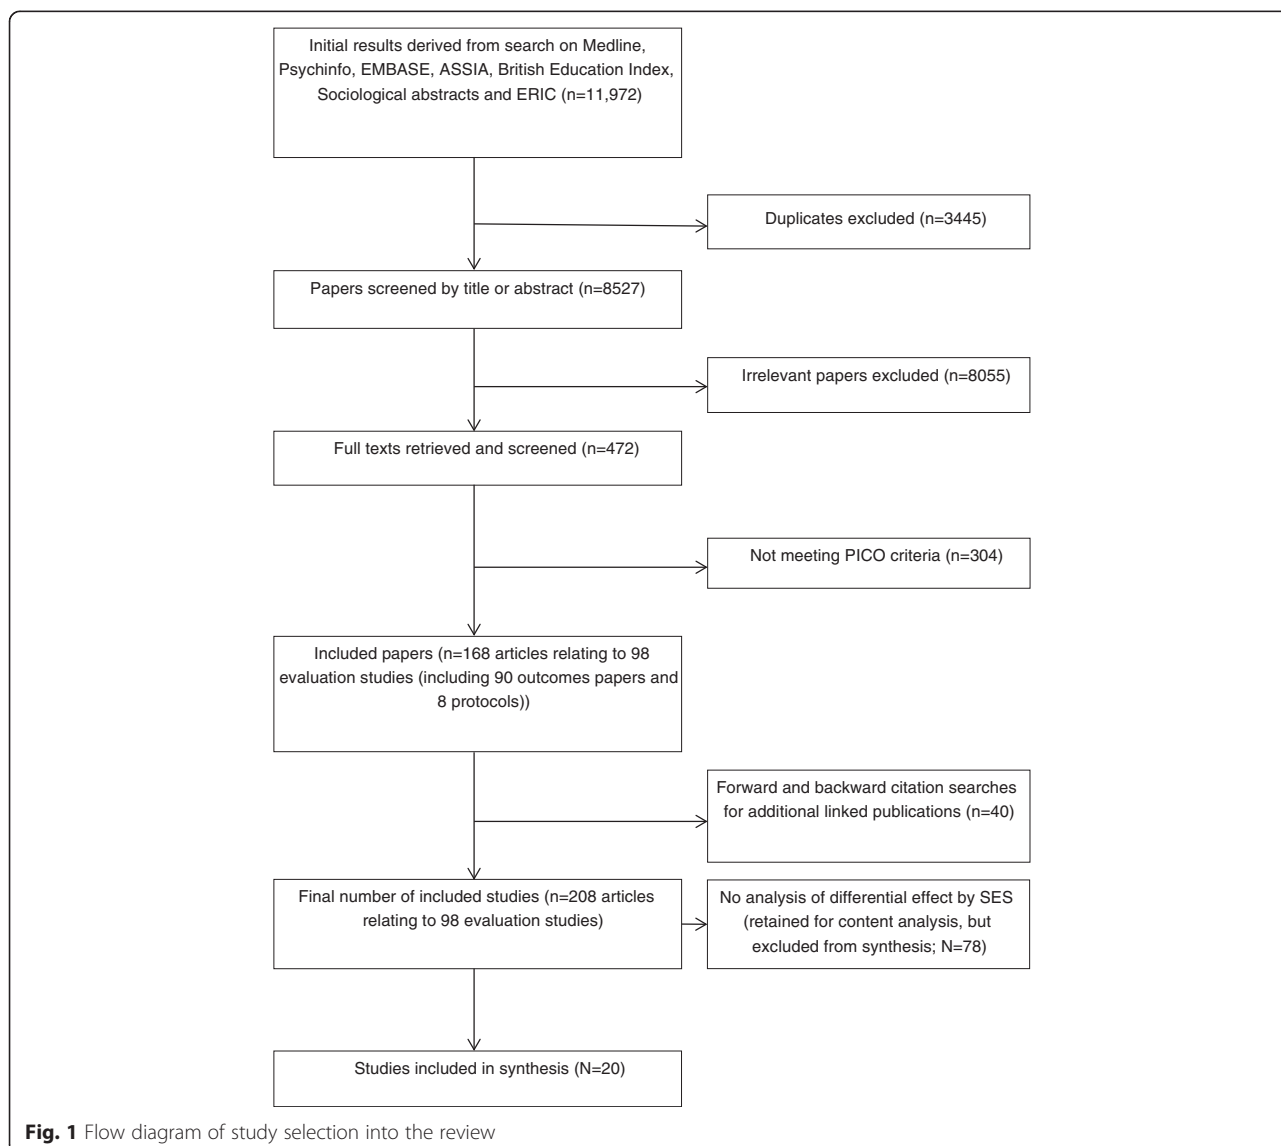 Initial results derived from search on Medline,
Psychinfo, EMBASE, ASSIA, British Education Index,
Sociological abstracts and ERIC (n=11,972)
Duplicates excluded (n=3445)
Papers screened by title or abstract (n=8527)
Irrelevant papers excluded (n=8055)
Full texts retrieved and screened (n=472)
Not meeting PICO criteria (n=304)
Included papers (n=168 articles relating to 98
evaluation studies (including 90 outcomes papers and
8 protocols))
Forward and backward citation searches
for additional linked publications (n=40)
Final number of included studies (n=208 articles
relating to 98 evaluation studies)
No analysis of differential effect by SES
(retained for content analysis, but
excluded from synthesis; N=78)
Studies included in synthesis (N=20)
Fig. 1 Flow diagram of study selection into the review